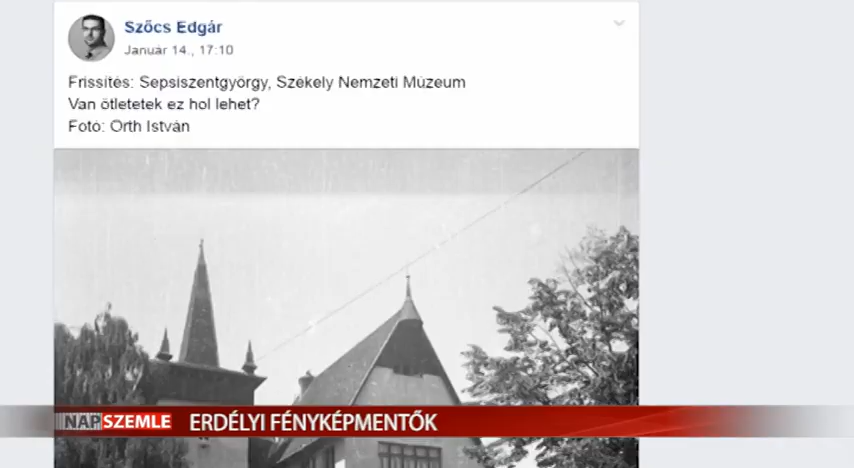 Szőcs Edgár
Január 14., 17:10
Frissítés: Sepsiszentgyörgy, Székely Nemzeti Múzeum
Van ötletetek ez hol lehet?
Fotó: Orth István
NAPSZEMLE ERDÉLYI FÉNYKÉPMENTŐK